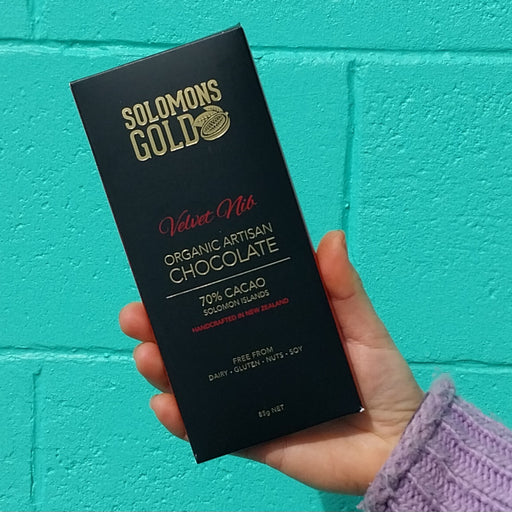 SOLOMONS
GOLD
Velvet Nib
ORGANIC ARTISAN
CHOCOLATE
70% CACAO
SOLOMON ISLANDS
HANDCRAFTED IN NEW ZEALAND
FREE FROM
DAIRY - GLUTEN - NUTS - SOY
85g NET